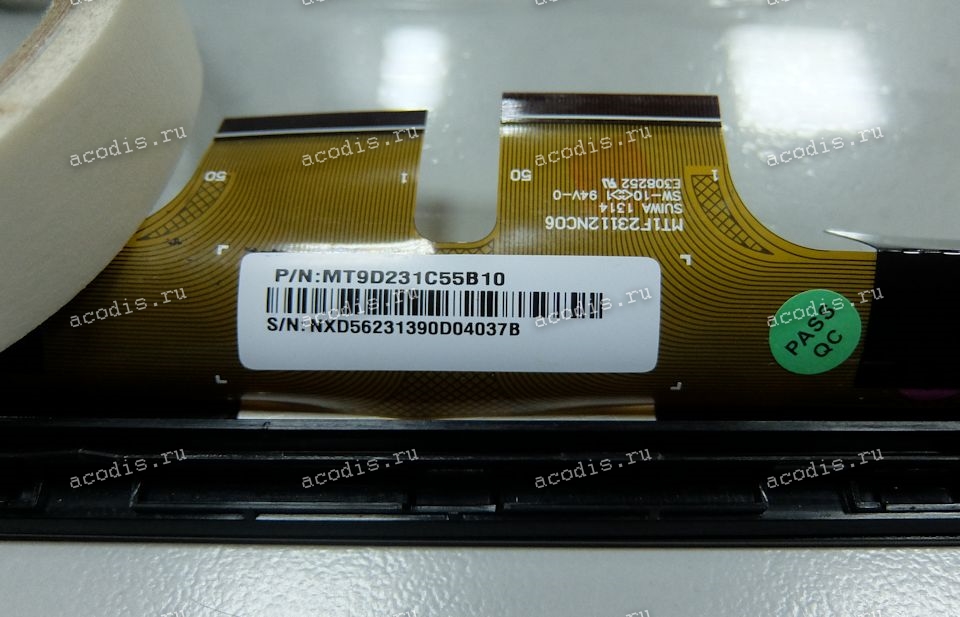 50
1
50
1
MT1F23112NC06
SUIWA 1314
SW-10 94V-0
E308252
P/N:MT9D231C55B10
S/N:NXD56231390D04037B
PASS
QC
acodis.ru
acodis.ru
acodis.ru
acodis.ru
acodis.ru
acodis.ru
acodis.ru
acodis.ru
acodis.ru
acodis.ru
acodis.ru
acodis.ru